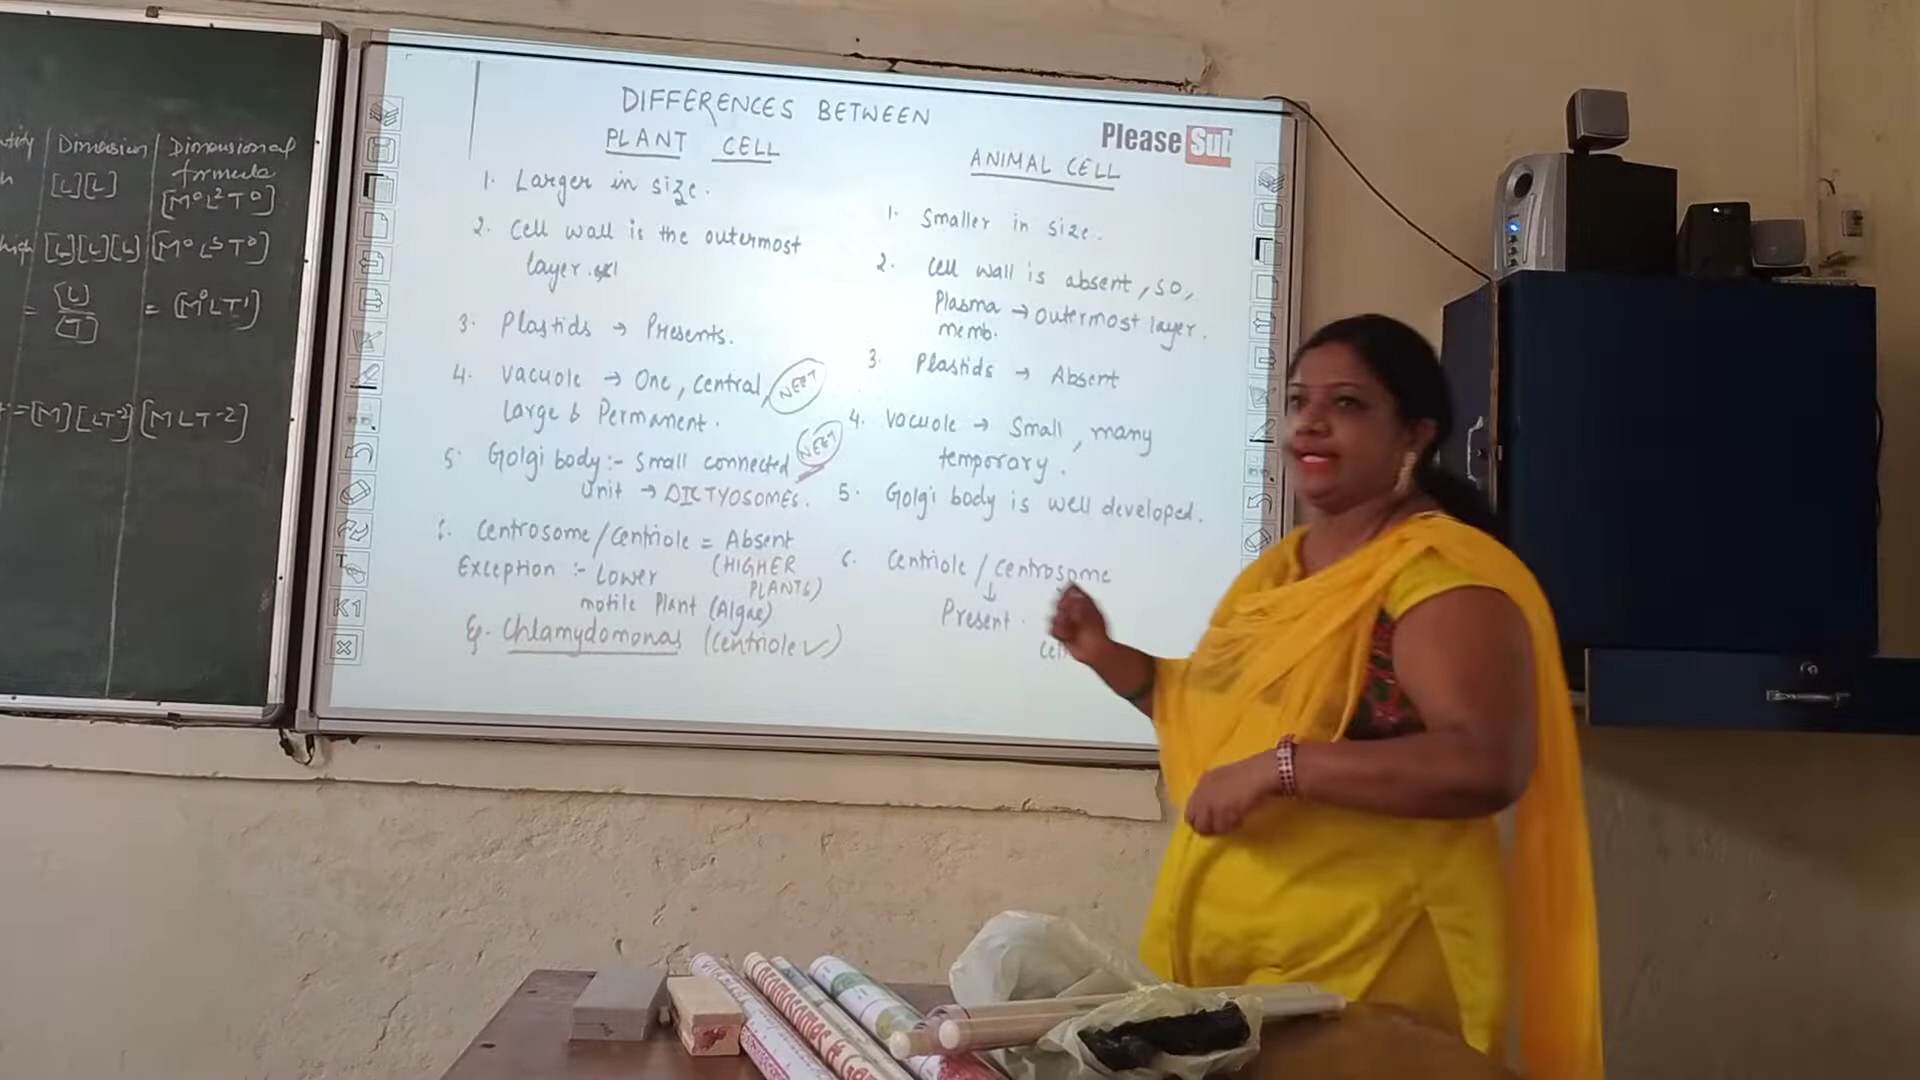 Dimension
Dimensional
formula
[L][L]
[M⁰L²T⁰]
[L][L][L]
[M⁰L³T⁰]
= [L]
[T]
= [M⁰LT¹]
=[M][LT⁻²]
[MLT⁻²]
DIFFERENCES BETWEEN
PLANT CELL
1. Larger in size.
2. Cell wall is the outermost
layer.
3. Plastids → Presents.
4. Vacuole → One, central, NEET
Large & Permanent.
5. Golgi body:- Small connected NEET
Unit → DICTYOSOMES.
6. Centrosome/Centriole = Absent
(HIGHER
PLANTS)
Exception :- Lower
motile Plant (Algae)
Eg. Chlamydomonas (Centriole ✓)
Please Sub
ANIMAL CELL
1. Smaller in size.
2. Cell wall is absent, so,
Plasma → outermost layer.
memb.
3. Plastids → Absent
4. Vacuole → Small, many
temporary.
5. Golgi body is well developed.
6. Centriole / Centrosome
↓
Present.
T
K1